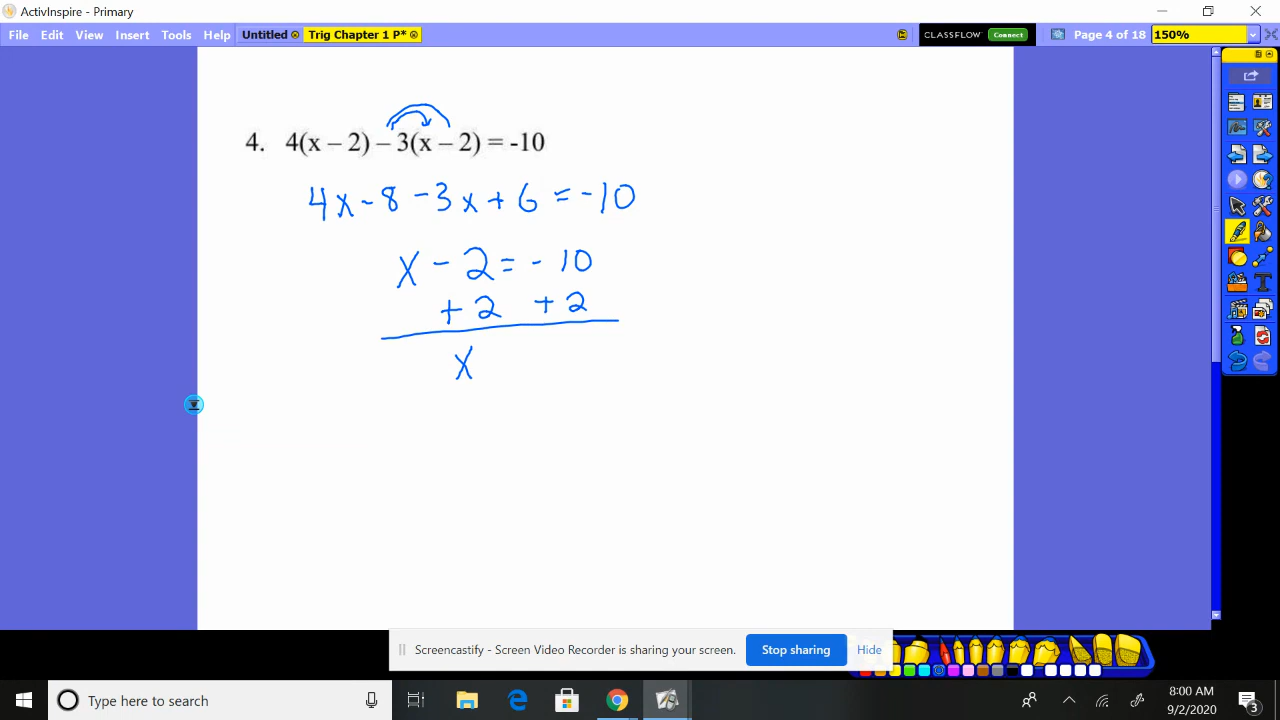 ActivInspire - Primary
File Edit View Insert Tools Help Untitled Trig Chapter 1 P* CLASSFLOW Connect Page 4 of 18 150%
4. 4(x – 2) – 3(x – 2) = -10
4x - 8 - 3x + 6 = -10
x - 2 = - 10
+ 2 + 2
x
Screencastify - Screen Video Recorder is sharing your screen. Stop sharing Hide
Type here to search
8:00 AM
9/2/2020
3